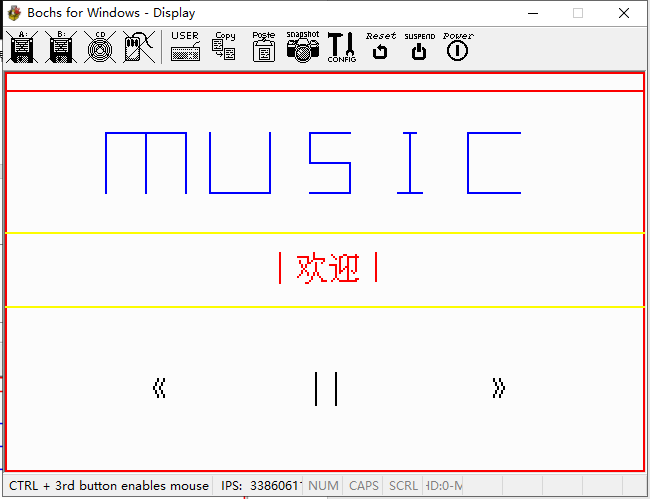 Bochs for Windows - Display
A: B: CD USER Copy Paste snapshot CONFIG Reset SUSPEND Power
MUSIC
|欢迎|
《 || 》
CTRL + 3rd button enables mouse IPS: 33860617 NUM CAPS SCRL HD:0-M